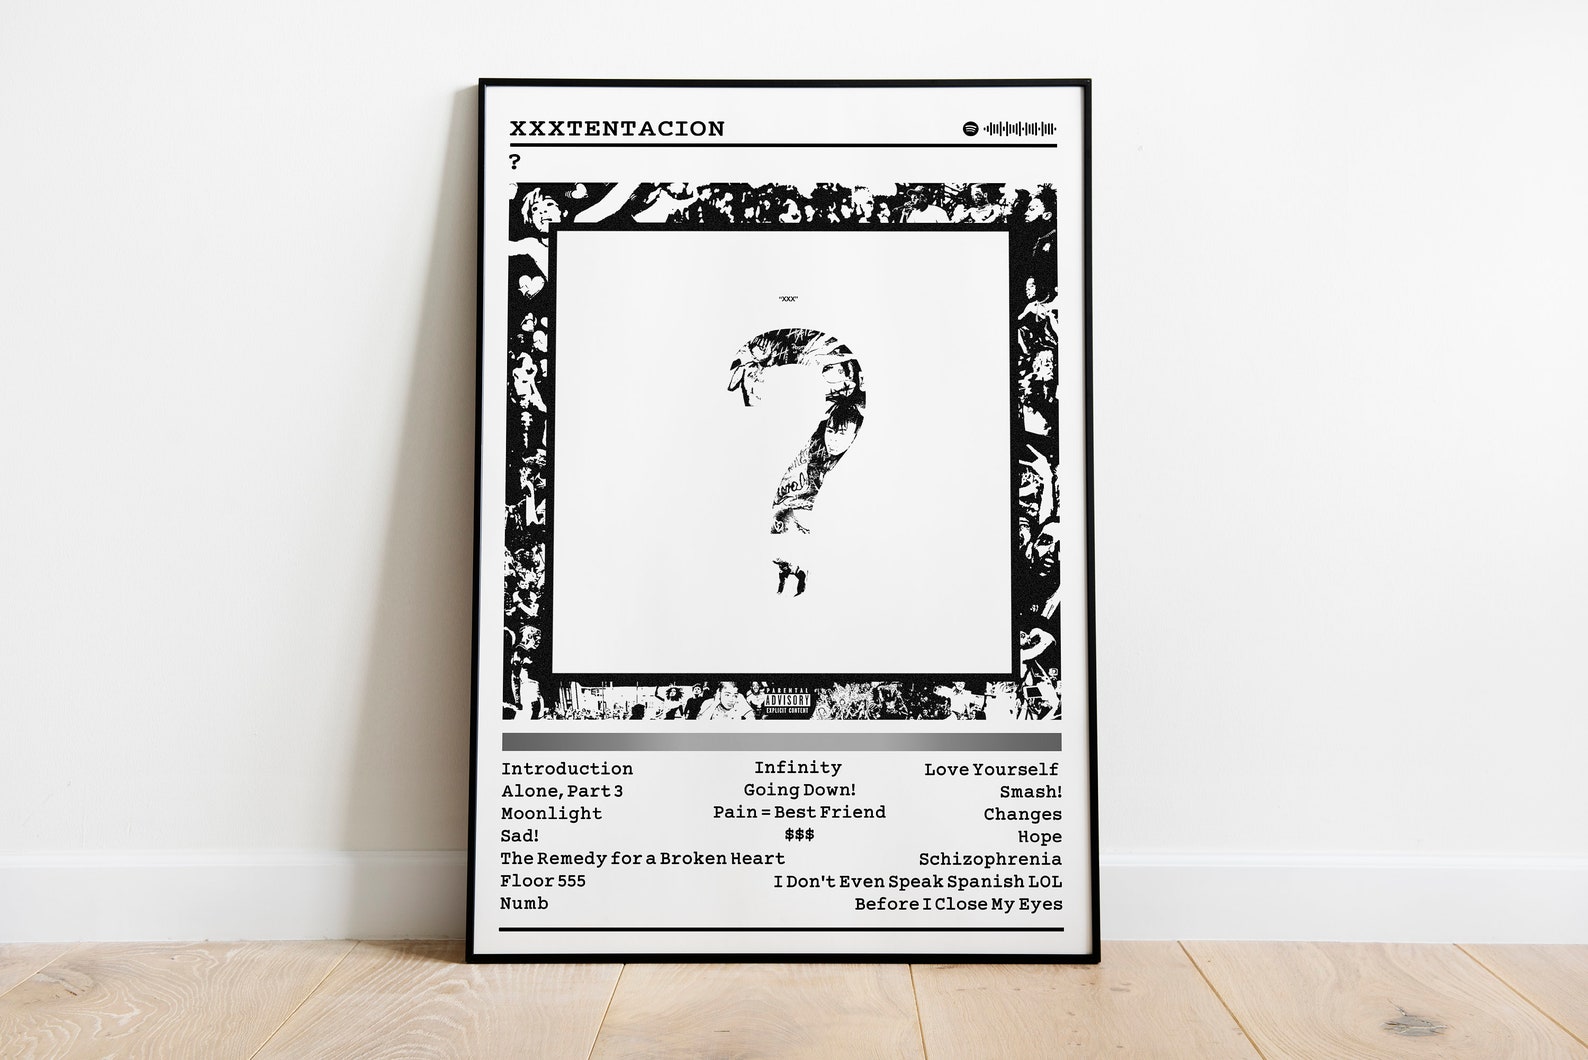 XXXTENTACION
?
"XXX"
PARENTAL
ADVISORY
EXPLICIT CONTENT
Introduction
Alone, Part 3
Moonlight
Sad!
The Remedy for a Broken Heart
Floor 555
Numb
Infinity
Going Down!
Pain = Best Friend
$$$
Love Yourself
Smash!
Changes
Hope
Schizophrenia
I Don't Even Speak Spanish LOL
Before I Close My Eyes